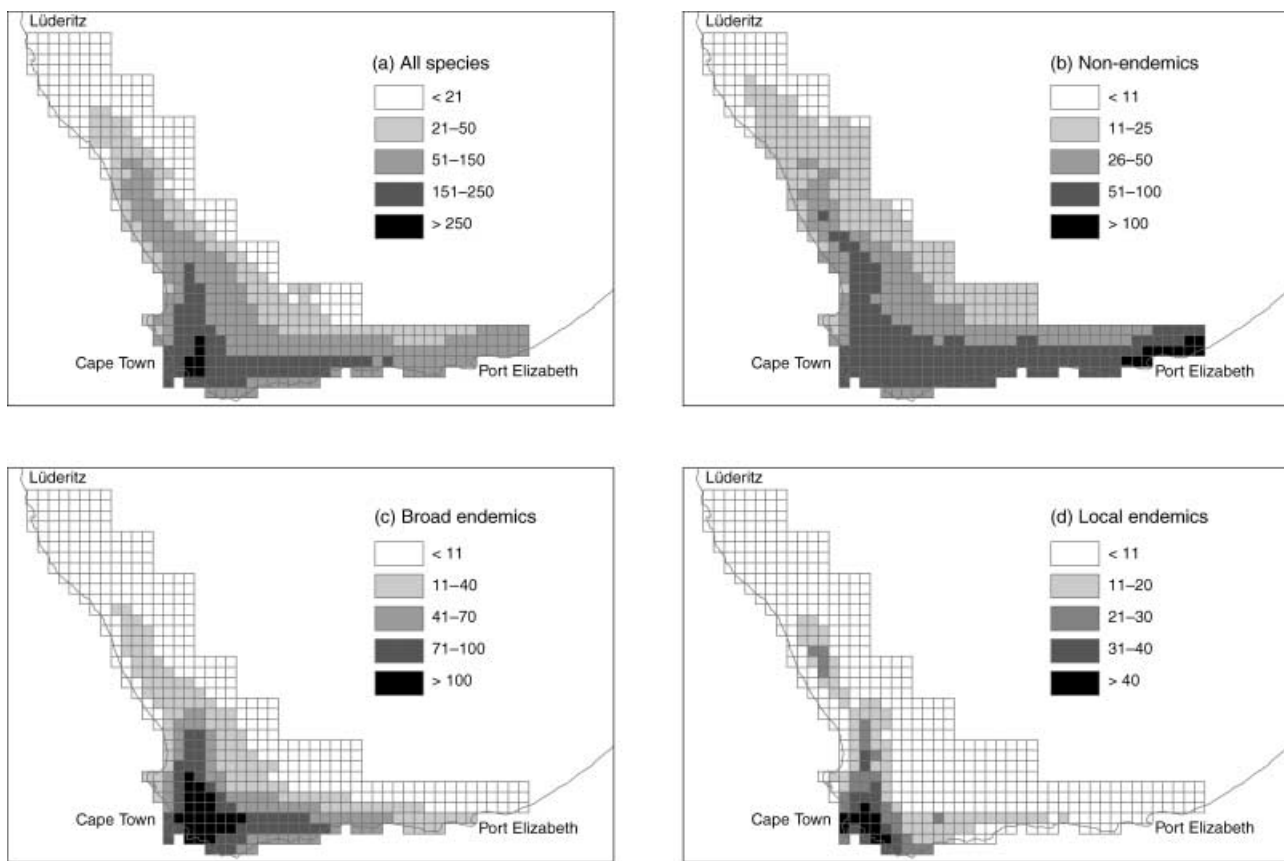 Lüderitz
(a) All species
< 21
21–50
51–150
151–250
> 250
Cape Town
Port Elizabeth
Lüderitz
(b) Non-endemics
< 11
11–25
26–50
51–100
> 100
Cape Town
Port Elizabeth
Lüderitz
(c) Broad endemics
< 11
11–40
41–70
71–100
> 100
Cape Town
Port Elizabeth
Lüderitz
(d) Local endemics
< 11
11–20
21–30
31–40
> 40
Cape Town
Port Elizabeth